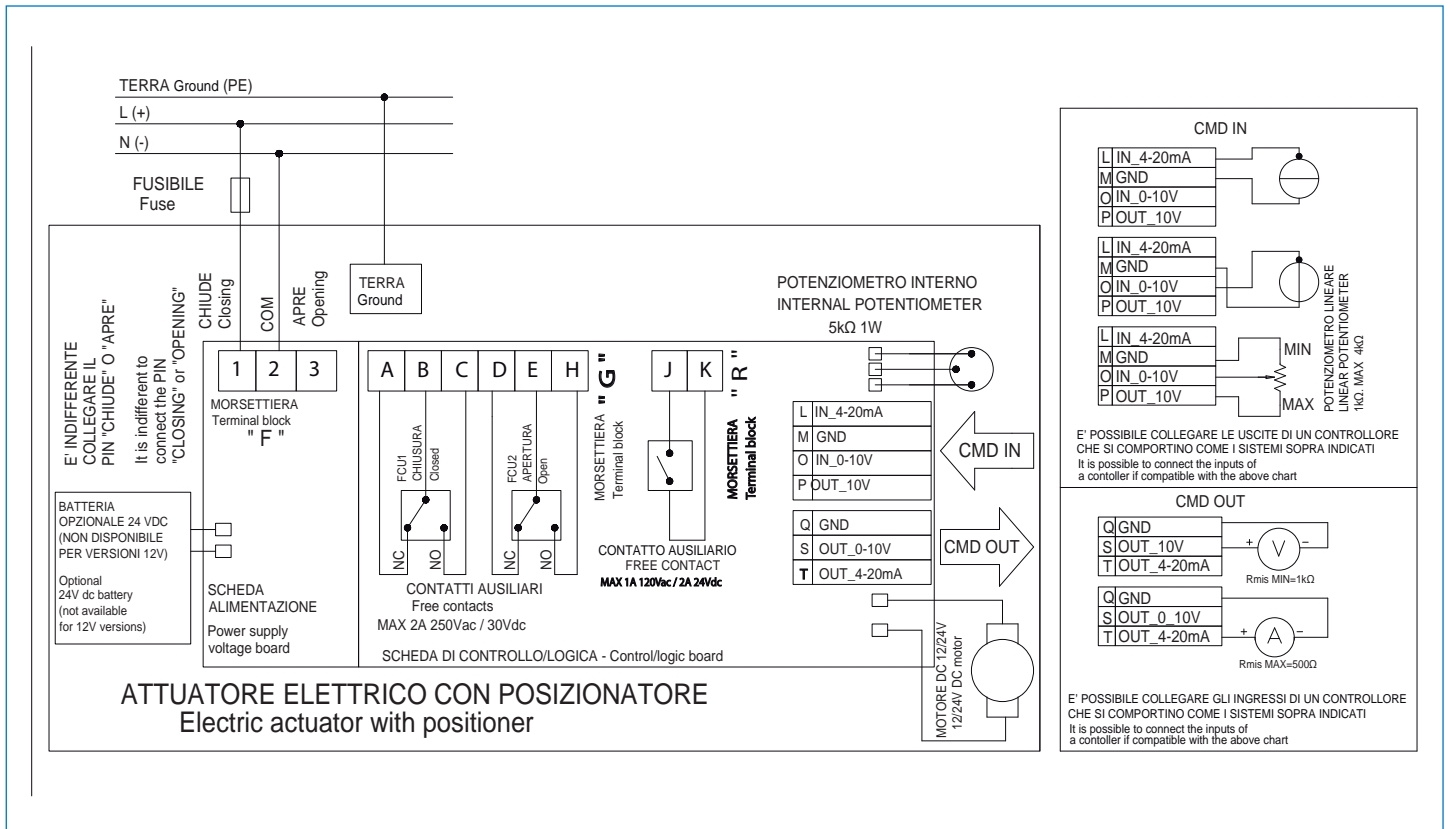 TERRA Ground (PE)
L (+)
N (-)
FUSIBILE
Fuse
E' INDIFFERENTE
COLLEGARE IL
PIN "CHIUDE" O "APRE"
It is indifferent to
connect the PIN
"CLOSING" or "OPENING"
CHIUDE
Closing
COM
APRE
Opening
TERRA
Ground
1 2 3
MORSETTIERA
Terminal block
" F "
A B C D E H
MORSETTIERA " G "
Terminal block
FCU1
CHIUSURA
Closed
FCU2
APERTURA
Open
NC NO NC NO
CONTATTI AUSILIARI
Free contacts
MAX 2A 250Vac / 30Vdc
J K
MORSETTIERA " R "
Terminal block
CONTATTO AUSILIARIO
FREE CONTACT
MAX 1A 120Vac / 2A 24Vdc
POTENZIOMETRO INTERNO
INTERNAL POTENTIOMETER
5kΩ 1W
L IN_4-20mA
M GND
O IN_0-10V
P OUT_10V
CMD IN
Q GND
S OUT_0-10V
T OUT_4-20mA
CMD OUT
MOTORE DC 12/24V
12/24V DC motor
BATTERIA
OPZIONALE 24 VDC
(NON DISPONIBILE
PER VERSIONI 12V)
Optional
24V dc battery
(not available
for 12V versions)
SCHEDA
ALIMENTAZIONE
Power supply
voltage board
SCHEDA DI CONTROLLO/LOGICA - Control/logic board
ATTUATORE ELETTRICO CON POSIZIONATORE
Electric actuator with positioner
CMD IN
L IN_4-20mA
M GND
O IN_0-10V
P OUT_10V
L IN_4-20mA
M GND
O IN_0-10V
P OUT_10V
L IN_4-20mA
M GND
O IN_0-10V
P OUT_10V
MIN
MAX
POTENZIOMETRO LINEARE
LINEAR POTENTIOMETER
1kΩ. MAX 4kΩ
E' POSSIBILE COLLEGARE LE USCITE DI UN CONTROLLORE
CHE SI COMPORTINO COME I SISTEMI SOPRA INDICATI
It is possible to connect the inputs of
a contoller if compatible with the above chart
CMD OUT
Q GND
S OUT_10V
T OUT_4-20mA
+ V –
Rmis MIN=1kΩ
Q GND
S OUT_0_10V
T OUT_4-20mA
+ A –
Rmis MAX=500Ω
E' POSSIBILE COLLEGARE GLI INGRESSI DI UN CONTROLLORE
CHE SI COMPORTINO COME I SISTEMI SOPRA INDICATI
It is possible to connect the inputs of
a contoller if compatible with the above chart